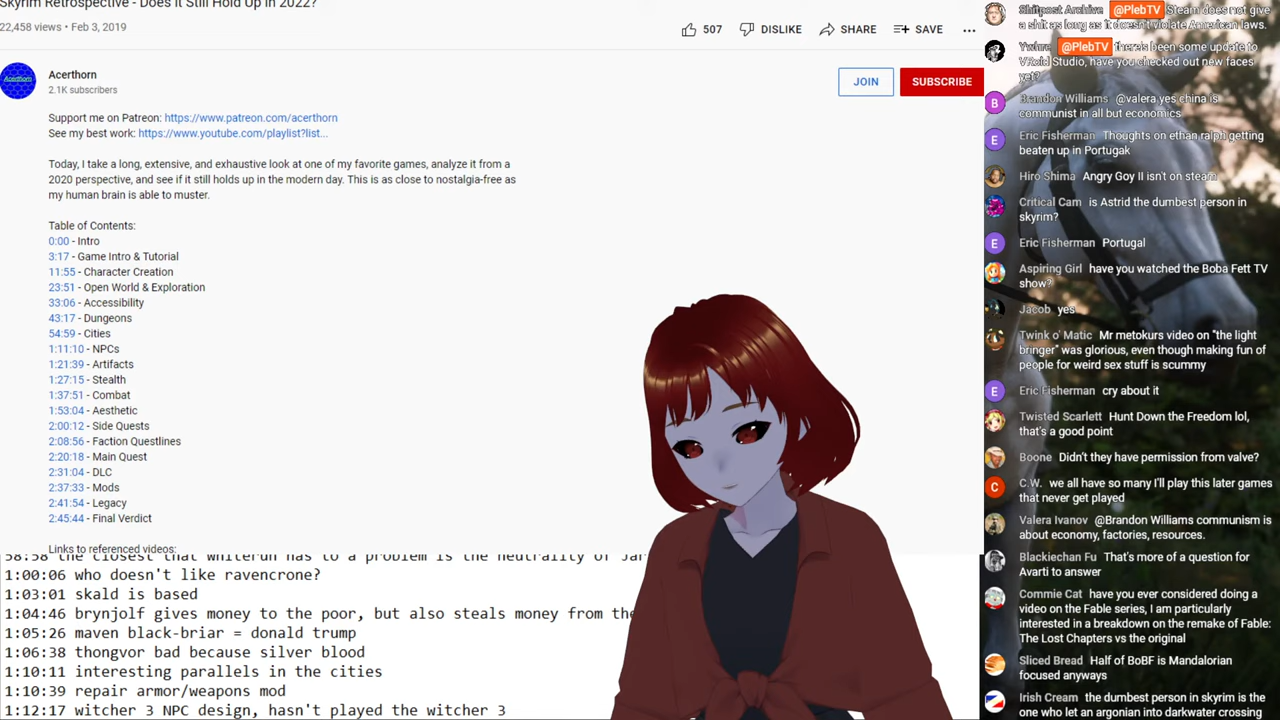 Skyrim Retrospective - Does It Still Hold Up in 2022?
22,458 views • Feb 3, 2019
507
DISLIKE
SHARE
SAVE
Acerthorn
Acerthorn
2.1K subscribers
JOIN
SUBSCRIBE
Support me on Patreon: https://www.patreon.com/acerthorn
See my best work: https://www.youtube.com/playlist?list...
Today, I take a long, extensive, and exhaustive look at one of my favorite games, analyze it from a
2020 perspective, and see if it still holds up in the modern day. This is as close to nostalgia-free as
my human brain is able to muster.
Table of Contents:
0:00 - Intro
3:17 - Game Intro & Tutorial
11:55 - Character Creation
23:51 - Open World & Exploration
33:06 - Accessibility
43:17 - Dungeons
54:59 - Cities
1:11:10 - NPCs
1:21:39 - Artifacts
1:27:15 - Stealth
1:37:51 - Combat
1:53:04 - Aesthetic
2:00:12 - Side Quests
2:08:56 - Faction Questlines
2:20:18 - Main Quest
2:31:04 - DLC
2:37:33 - Mods
2:41:54 - Legacy
2:45:44 - Final Verdict
Links to referenced videos:
58:58 the closest that whiterun has to a problem is the neutrality of Jar
1:00:06 who doesn't like ravencrone?
1:03:01 skald is based
1:04:46 brynjolf gives money to the poor, but also steals money from the
1:05:26 maven black-briar = donald trump
1:06:38 thongvor bad because silver blood
1:10:11 interesting parallels in the cities
1:10:39 repair armor/weapons mod
1:12:17 witcher 3 NPC design, hasn't played the witcher 3
Shitpost Archive @PlebTV Steam does not give
a shit as long as it doesn't violate American laws.
@PlebTV there's been some update to
Vroid Studio, have you checked out new faces
yet?
Brandon Williams @valera yes china is
communist in all but economics
Eric Fisherman Thoughts on ethan ralph getting
beaten up in Portugak
Hiro Shima Angry Goy II isn't on steam
Critical Cam is Astrid the dumbest person in
skyrim?
Eric Fisherman Portugal
Aspiring Girl have you watched the Boba Fett TV
show?
Jacob yes
Twink o' Matic Mr metokurs video on "the light
bringer" was glorious, even though making fun of
people for weird sex stuff is scummy
Eric Fisherman cry about it
Twisted Scarlett Hunt Down the Freedom lol,
that's a good point
Boone Didn't they have permission from valve?
C.W. we all have so many I'll play this later games
that never get played
Valera Ivanov @Brandon Williams communism is
about economy, factories, resources.
Blackiechan Fu That's more of a question for
Avarti to answer
Commie Cat have you ever considered doing a
video on the Fable series, I am particularly
interested in a breakdown on the remake of Fable:
The Lost Chapters vs the original
Sliced Bread Half of BoBF is Mandalorian
focused anyways
Irish Cream the dumbest person in skyrim is the
one who let an argonian into darkwater crossing